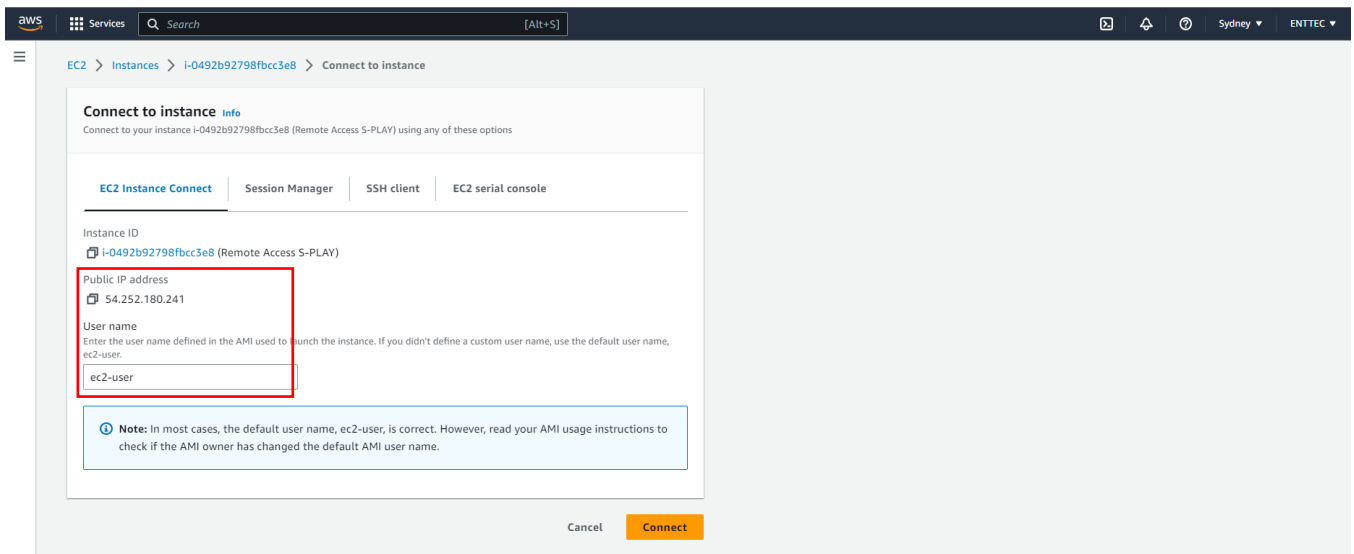 aws Services Search [Alt+S] Sydney ▼ ENTTEC ▼
EC2 > Instances > i-0492b92798fbcc3e8 > Connect to instance
Connect to instance Info
Connect to your instance i-0492b92798fbcc3e8 (Remote Access S-PLAY) using any of these options
EC2 Instance Connect Session Manager SSH client EC2 serial console
Instance ID
i-0492b92798fbcc3e8 (Remote Access S-PLAY)
Public IP address
54.252.180.241
User name
Enter the user name defined in the AMI used to launch the instance. If you didn't define a custom user name, use the default user name,
ec2-user.
ec2-user
Note: In most cases, the default user name, ec2-user, is correct. However, read your AMI usage instructions to
check if the AMI owner has changed the default AMI user name.
Cancel Connect